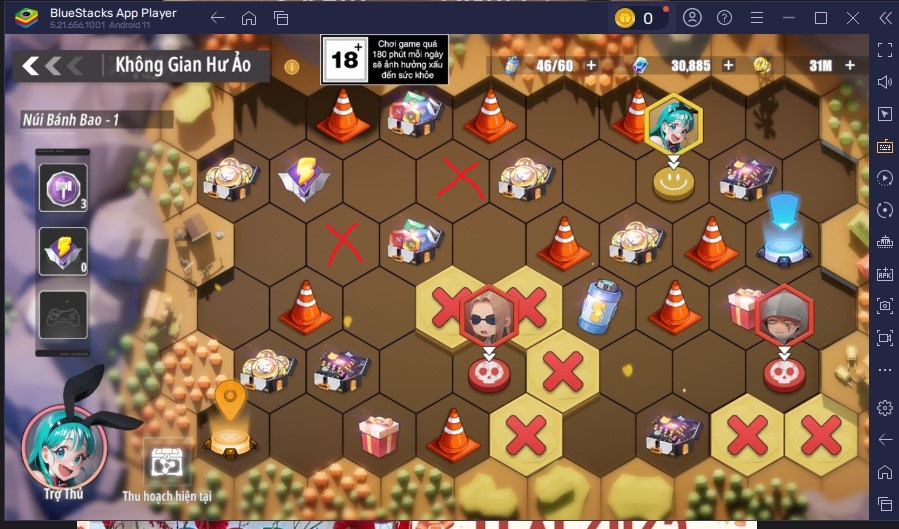 BlueStacks App Player
5.21.656.1001 Android 11
0
Không Gian Hư Ảo
18+
Chơi game quá
180 phút mỗi ngày
sẽ ảnh hưởng xấu
đến sức khỏe
46/60
30,885
31M
Núi Bánh Bao - 1
3
0
Trợ Thủ
Thu hoạch hiện tại